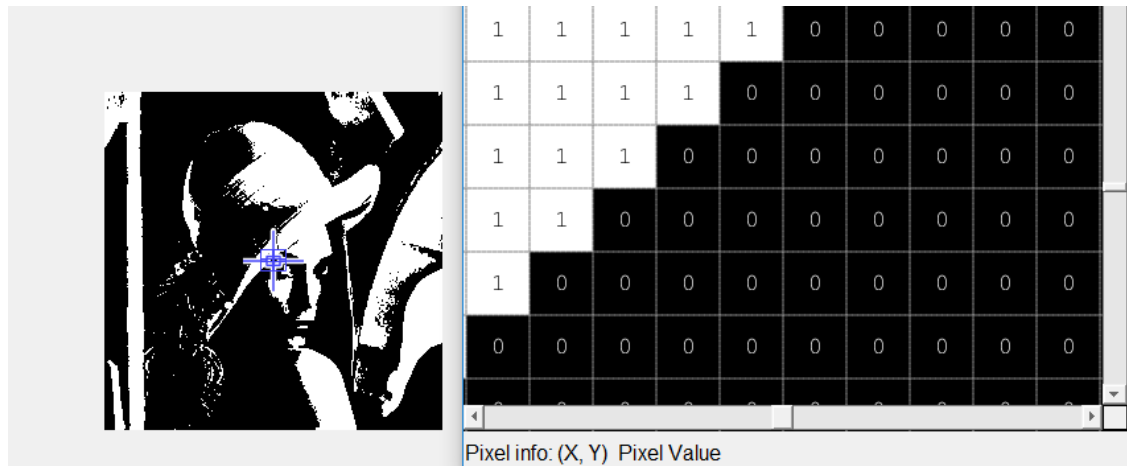 1 1 1 1 1 0 0 0 0 0
1 1 1 1 0 0 0 0 0 0
1 1 1 0 0 0 0 0 0 0
1 1 0 0 0 0 0 0 0 0
1 0 0 0 0 0 0 0 0 0
0 0 0 0 0 0 0 0 0 0
Pixel info: (X, Y) Pixel Value